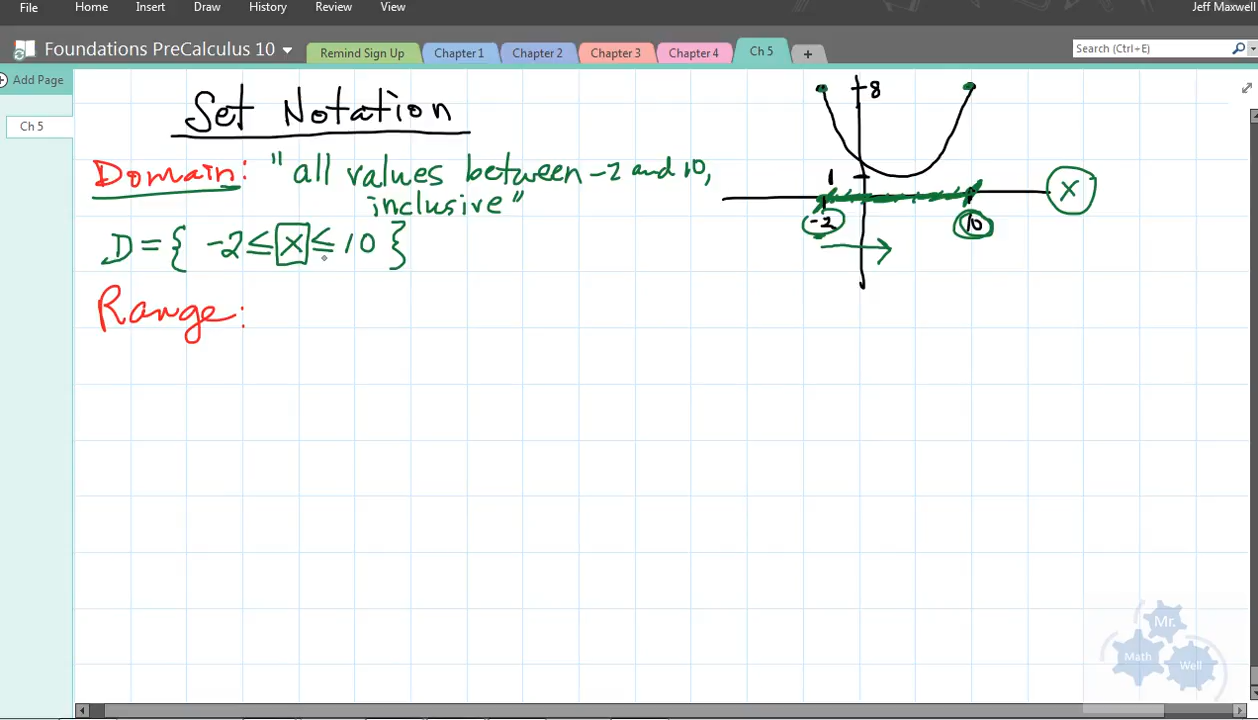 File Home Insert Draw History Review View Jeff Maxwell
Foundations PreCalculus 10 Remind Sign Up Chapter 1 Chapter 2 Chapter 3 Chapter 4 Ch 5 + Search (Ctrl+E)
+ Add Page
Ch 5
Set Notation
Domain: "all values between -2 and 10,
inclusive"
D = { -2 ≤ x ≤ 10 }
Range:
8
1
x
-2 10
Mr.
Math Well